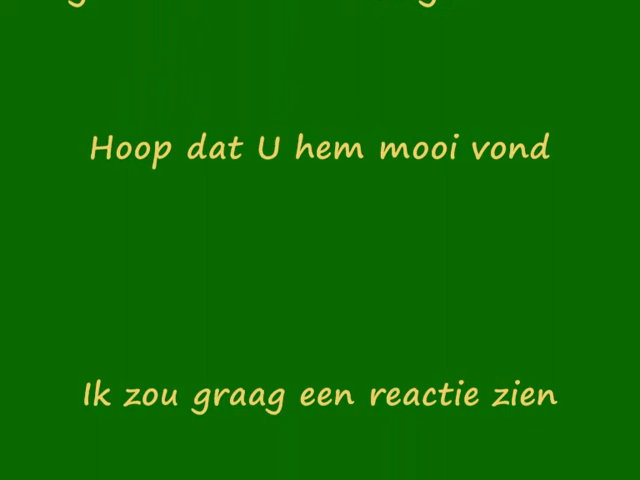 Hoop dat U hem mooi vond
Ik zou graag een reactie zien